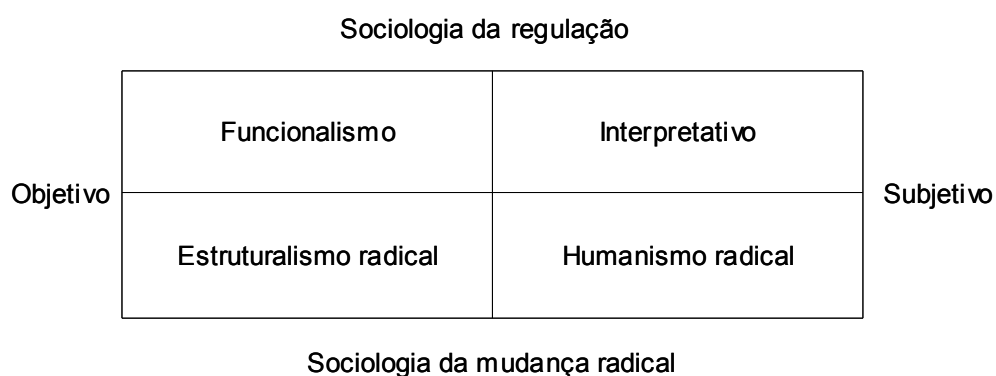 Sociologia da regulação
Funcionalismo
Interpretativo
Objetivo
Subjetivo
Estruturalismo radical
Humanismo radical
Sociologia da mudança radical